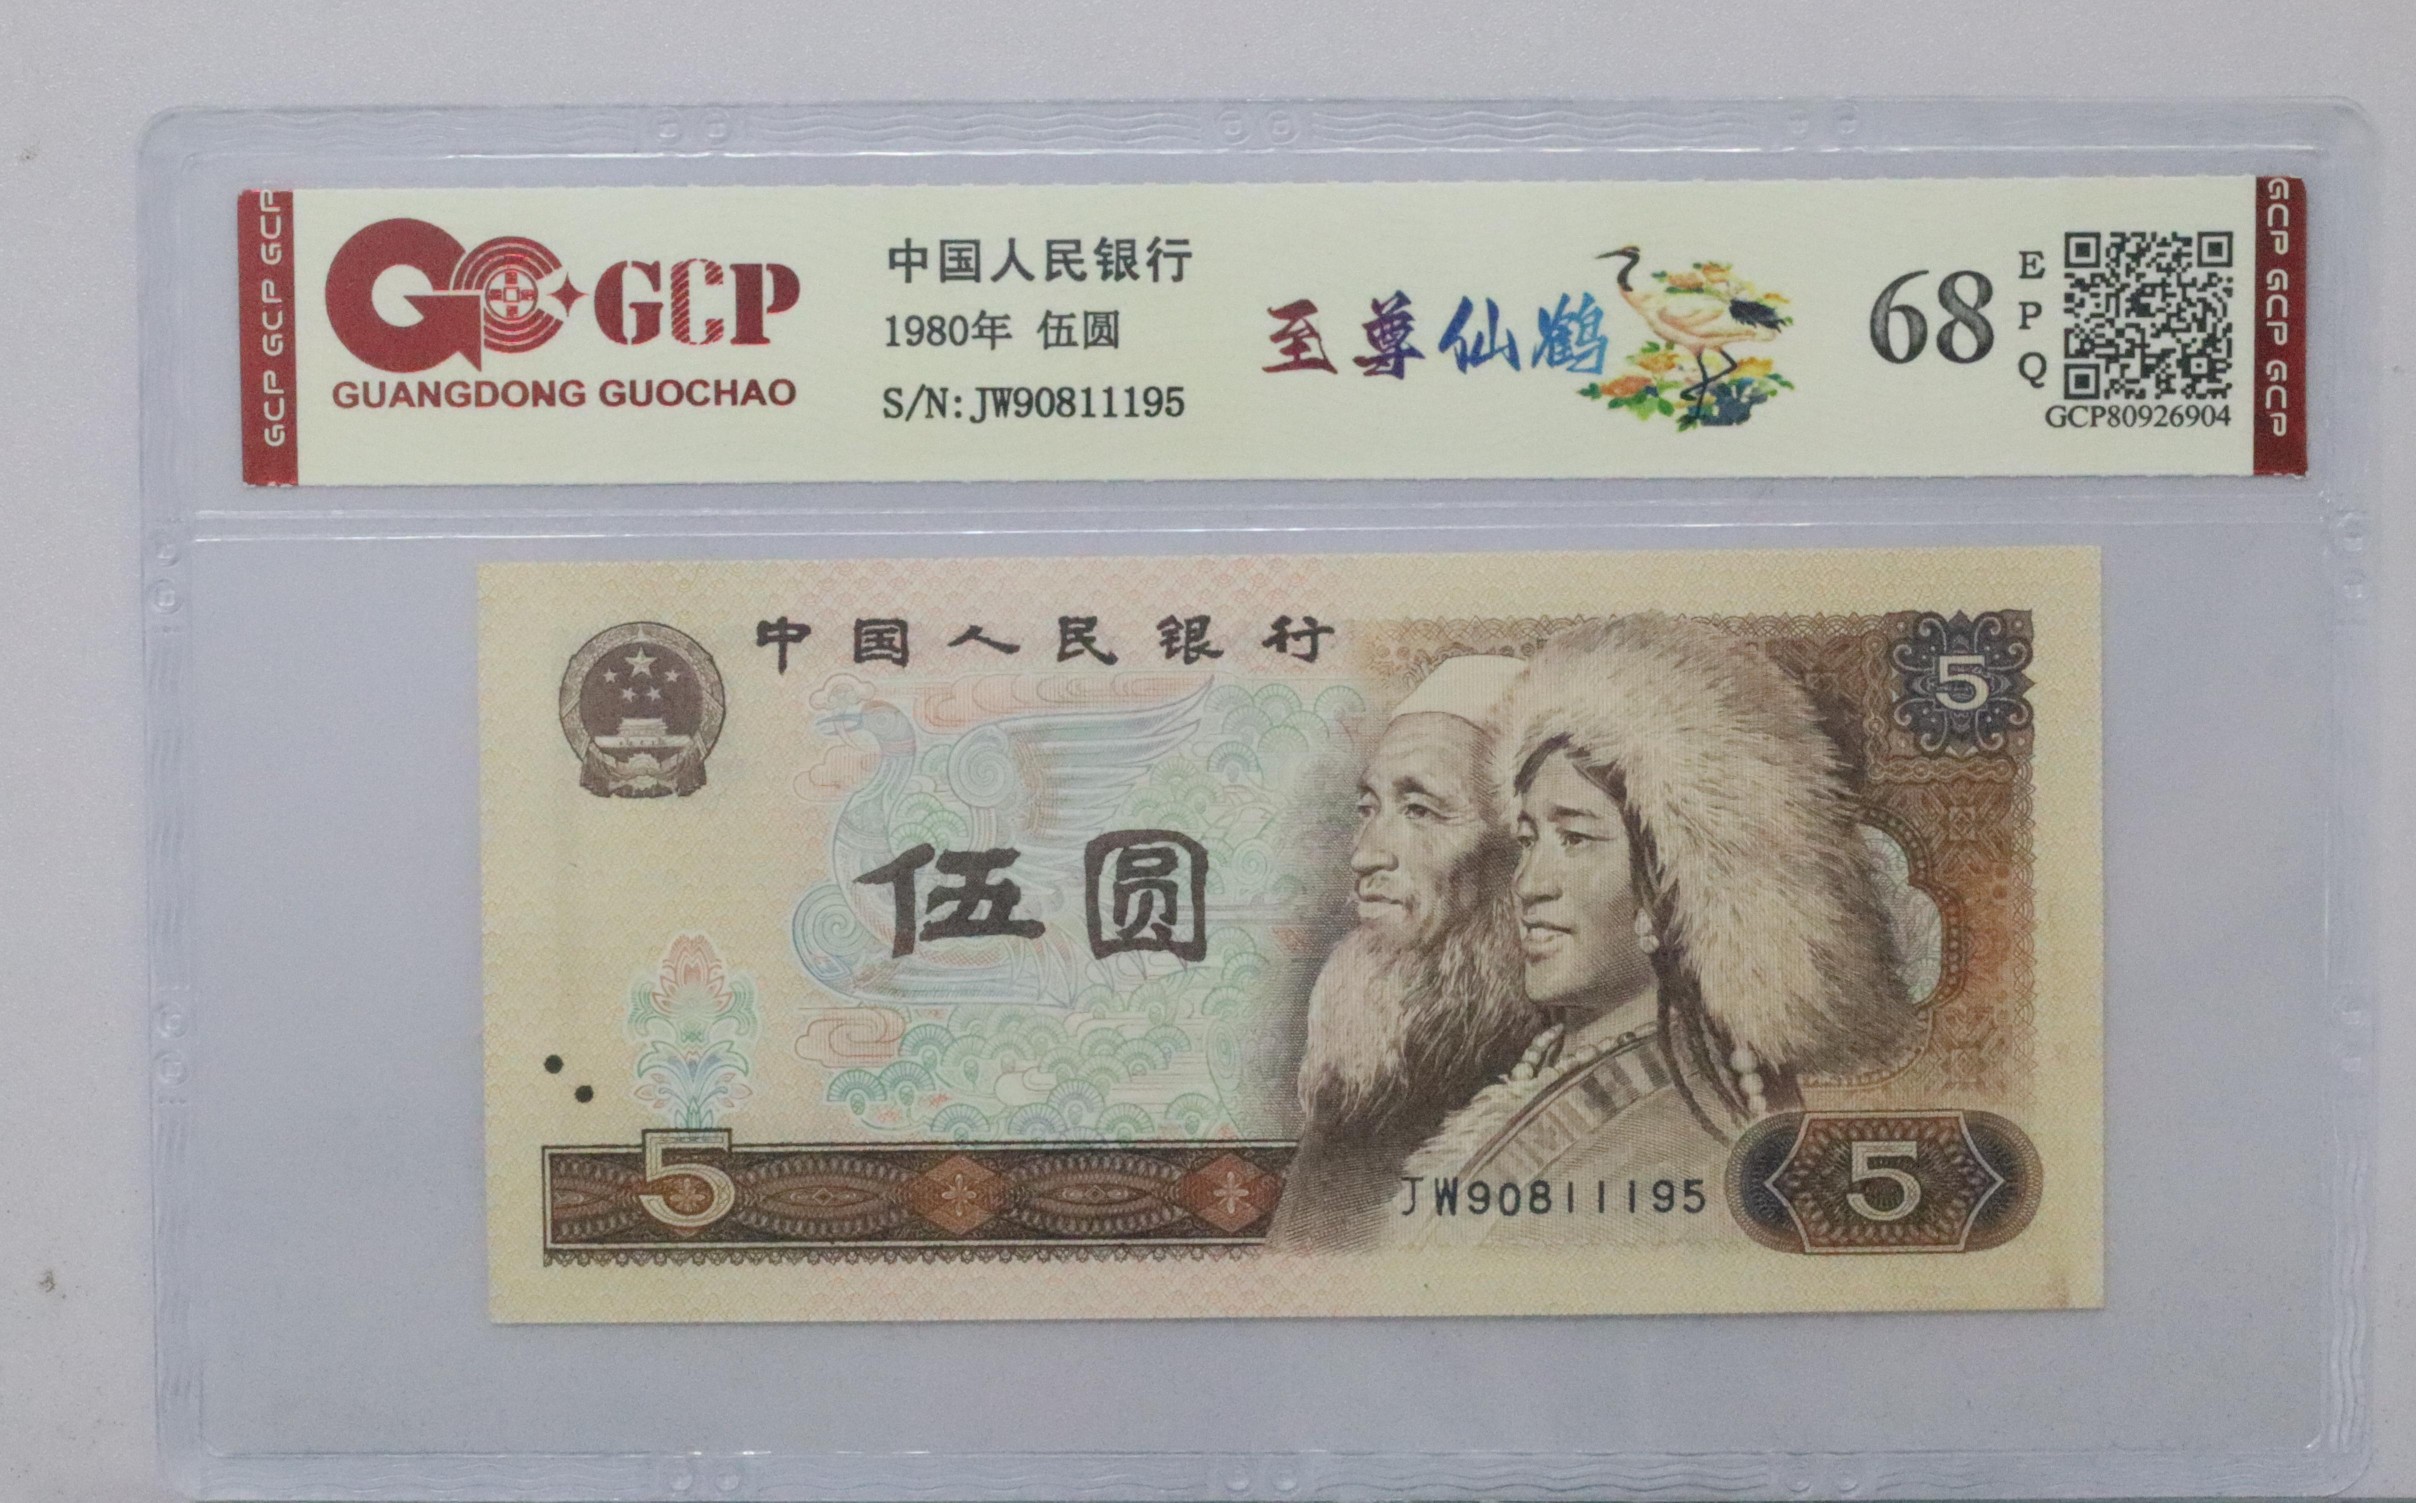 GCP GCP GCP
GCP
GUANGDONG GUOCHAO
中国人民银行
1980年 伍圆
S/N:JW90811195
至尊仙鹤
68
EPQ
GCP80926904
GCP GCP GCP
中国人民银行
5
伍圆
5
JW90811195
5